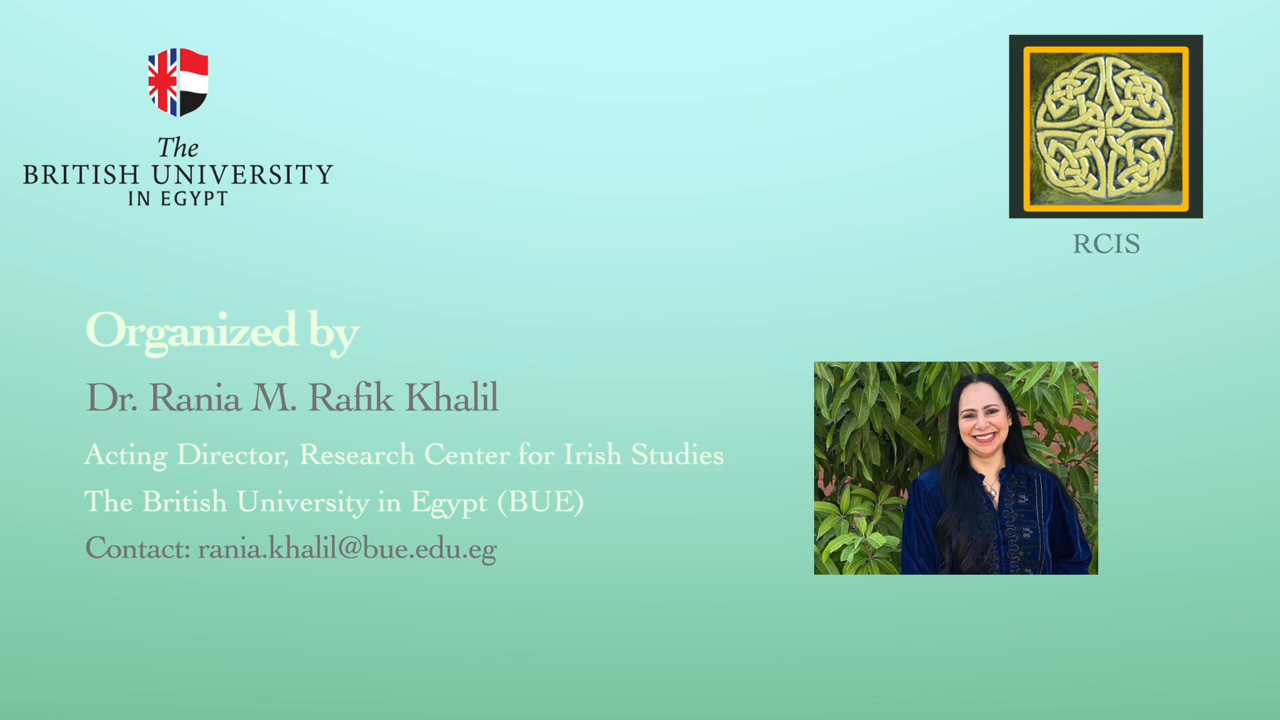 The
BRITISH UNIVERSITY
IN EGYPT
RCIS
Organized by
Dr. Rania M. Rafik Khalil
Acting Director, Research Center for Irish Studies
The British University in Egypt (BUE)
Contact: rania.khalil@bue.edu.eg